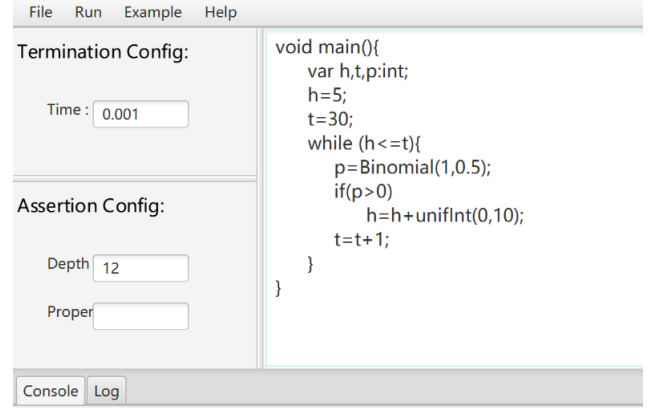 File Run Example Help
Termination Config:
Time : 0.001
Assertion Config:
Depth 12
Proper
void main(){
var h,t,p:int;
h=5;
t=30;
while (h<=t){
p=Binomial(1,0.5);
if(p>0)
h=h+unifInt(0,10);
t=t+1;
}
}
Console Log